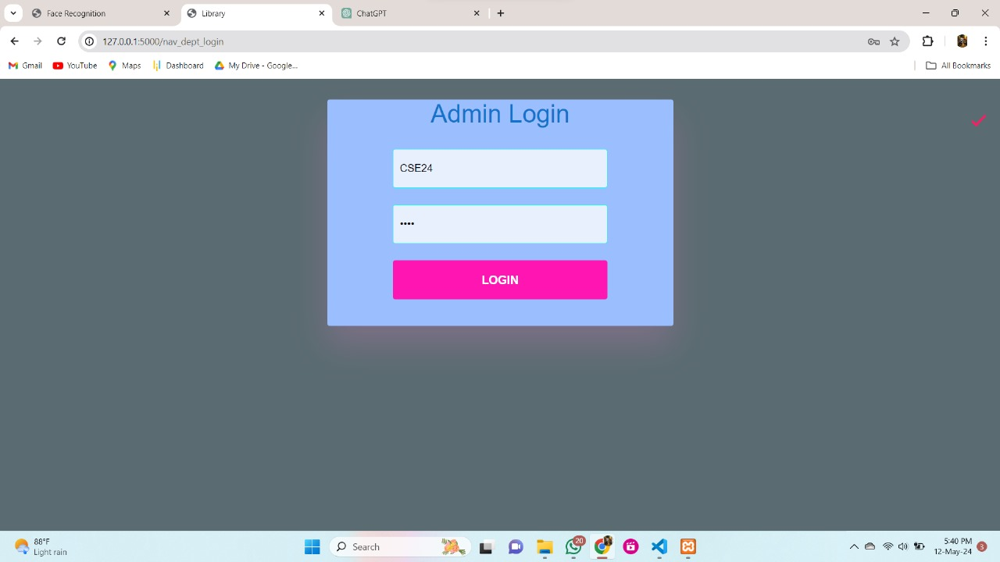 Face Recognition
Library
ChatGPT
127.0.0.1:5000/nav_dept_login
Gmail YouTube Maps Dashboard My Drive - Google... All Bookmarks
Admin Login
CSE24
••••
LOGIN
88°F
Light rain
Search
20
5:40 PM
12-May-24
3